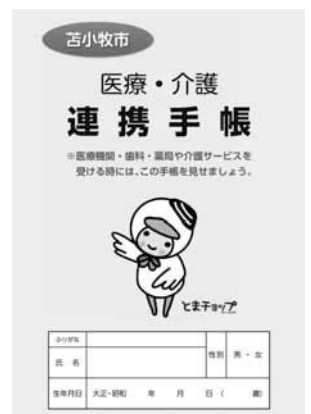 苫小牧市
医療・介護
連携手帳
※医療機関・歯科・薬局や介護サービスを
受ける時には、この手帳を見せましょう。
とまチョップ
ふりがな
氏 名 性別 男・女
生年月日 大正・昭和 年 月 日( 歳)